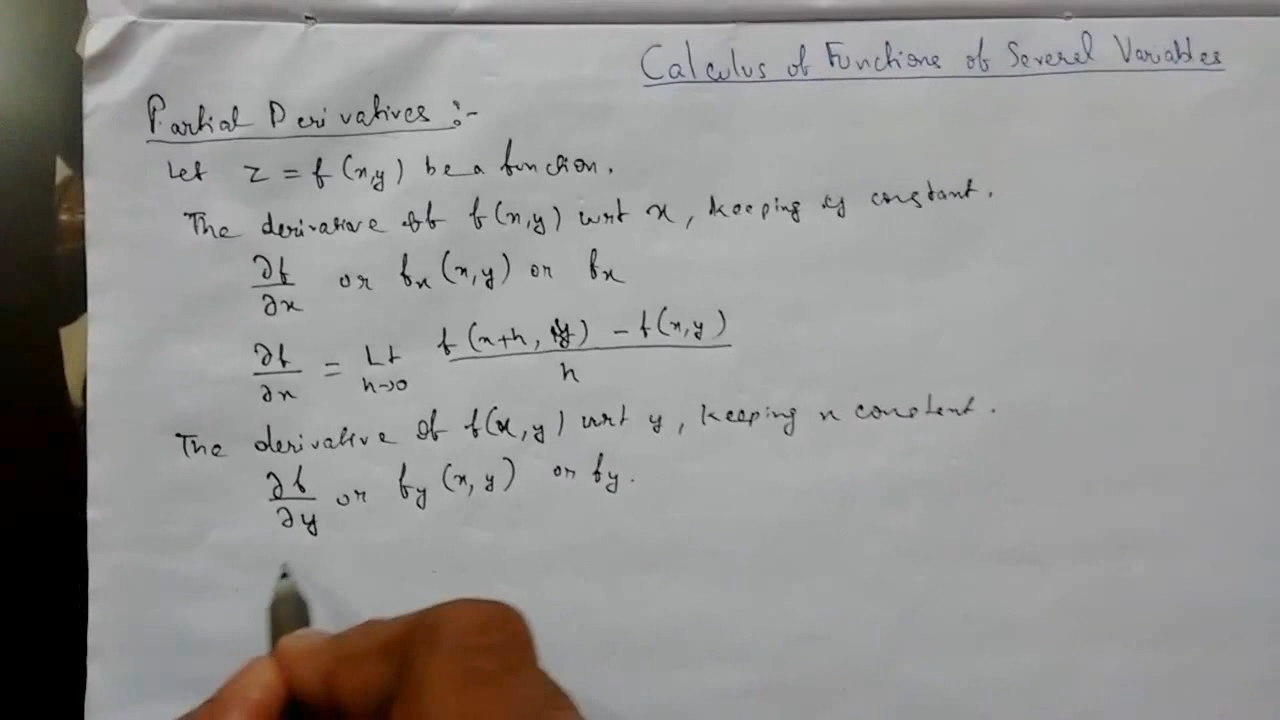 Calculus of Functions of Several Variables
Partial Derivatives :-
Let z = f(x,y) be a function.
The derivative of f(x,y) wrt x, keeping y constant.
∂f/∂x or fx (x,y) or fx
∂f/∂x = Lt h→0 f(x+h, y) - f(x,y) / h
The derivative of f(x,y) wrt y, keeping x constent.
∂f/∂y or fy (x,y) or fy.